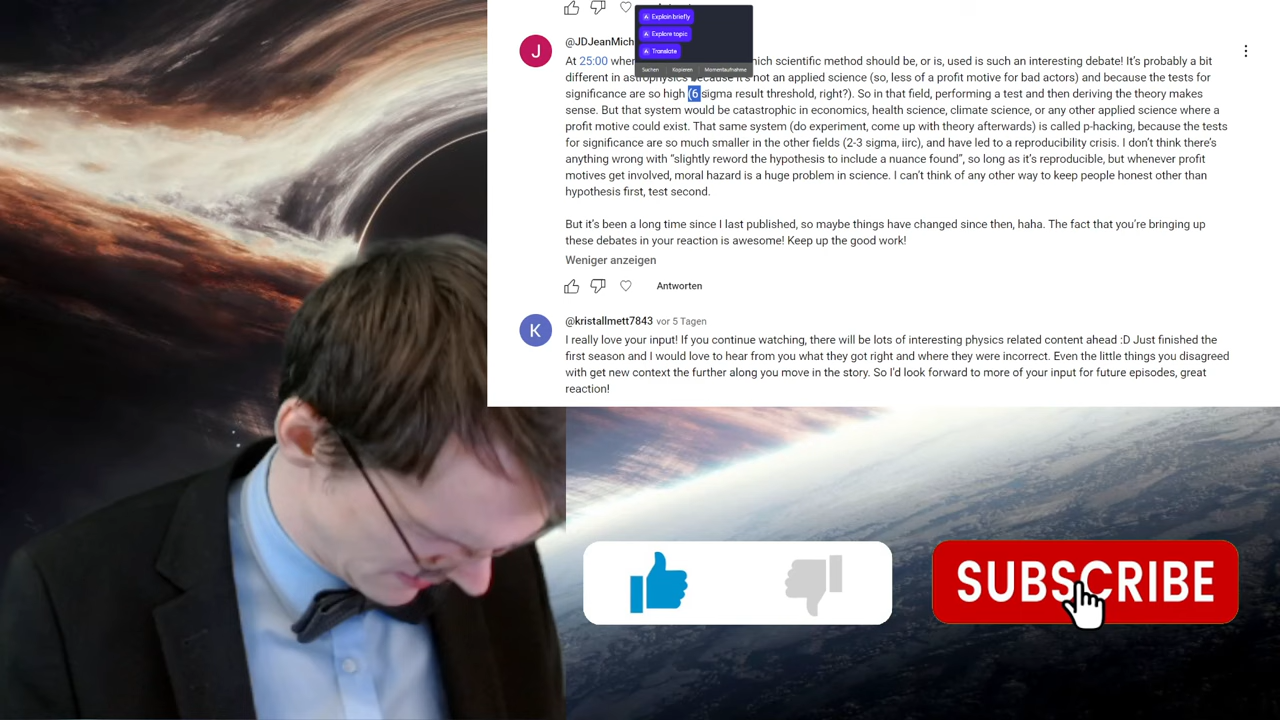 Explain briefly
Explore topic
Translate
Suchen Kopieren Momentaufnahme
J
@JDJeanMich
At 25:00 wher hich scientific method should be, or is, used is such an interesting debate! It's probably a bit
different in astrophysics because it's not an applied science (so, less of a profit motive for bad actors) and because the tests for
significance are so high (6 sigma result threshold, right?). So in that field, performing a test and then deriving the theory makes
sense. But that system would be catastrophic in economics, health science, climate science, or any other applied science where a
profit motive could exist. That same system (do experiment, come up with theory afterwards) is called p-hacking, because the tests
for significance are so much smaller in the other fields (2-3 sigma, iirc), and have led to a reproducibility crisis. I don't think there's
anything wrong with “slightly reword the hypothesis to include a nuance found”, so long as it's reproducible, but whenever profit
motives get involved, moral hazard is a huge problem in science. I can't think of any other way to keep people honest other than
hypothesis first, test second.
But it's been a long time since I last published, so maybe things have changed since then, haha. The fact that you're bringing up
these debates in your reaction is awesome! Keep up the good work!
Weniger anzeigen
Antworten
K
@kristallmett7843 vor 5 Tagen
I really love your input! If you continue watching, there will be lots of interesting physics related content ahead :D Just finished the
first season and I would love to hear from you what they got right and where they were incorrect. Even the little things you disagreed
with get new context the further along you move in the story. So I'd look forward to more of your input for future episodes, great
reaction!
SUBSCRIBE